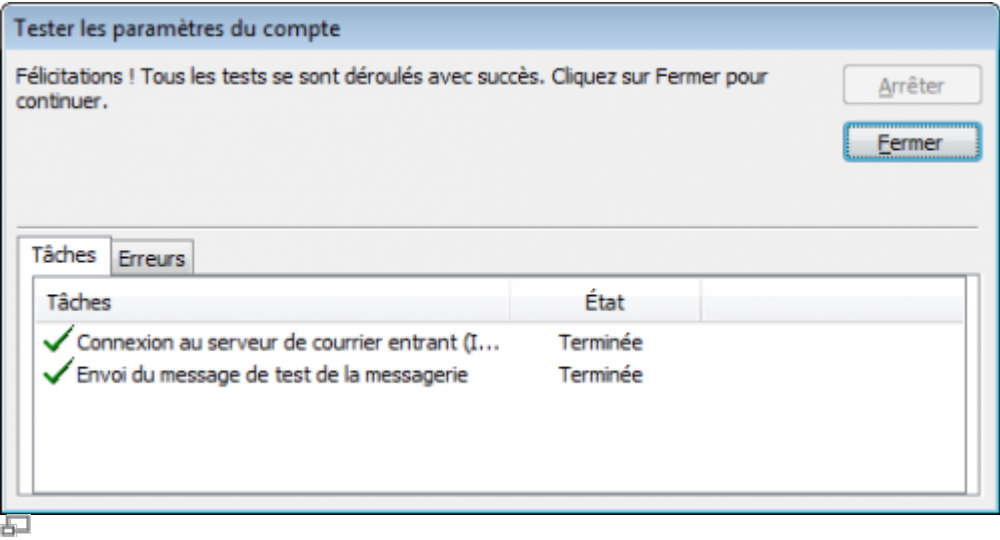 Tester les paramètres du compte
Félicitations ! Tous les tests se sont déroulés avec succès. Cliquez sur Fermer pour
continuer.
Arrêter
Fermer
Tâches Erreurs
Tâches État
Connexion au serveur de courrier entrant (I... Terminée
Envoi du message de test de la messagerie Terminée